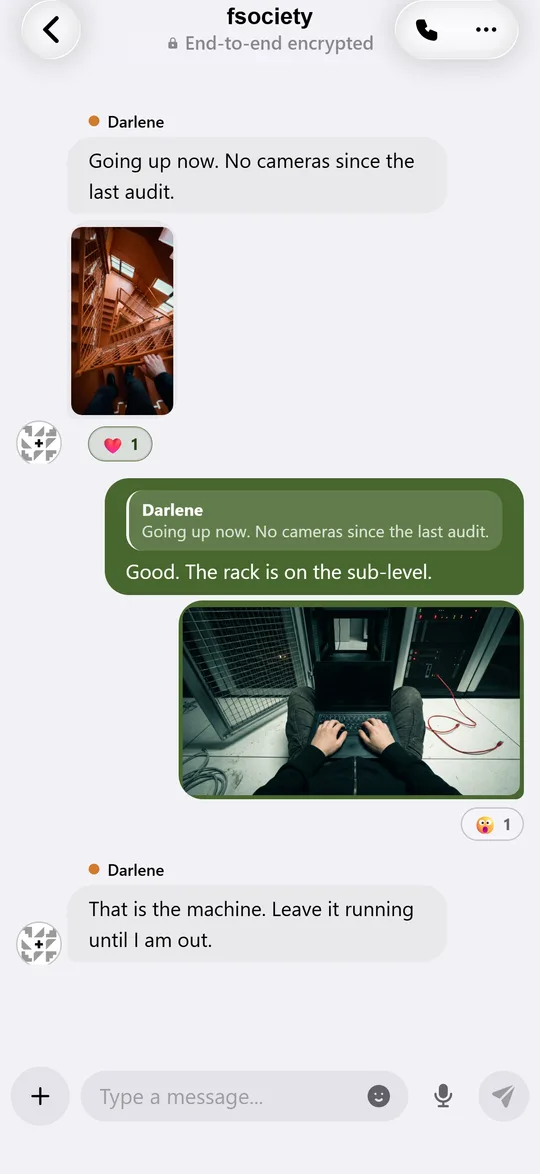 fsociety
End-to-end encrypted
Darlene
Going up now. No cameras since the
last audit.
1
Darlene
Going up now. No cameras since the last audit.
Good. The rack is on the sub-level.
1
Darlene
That is the machine. Leave it running
until I am out.
Type a message...